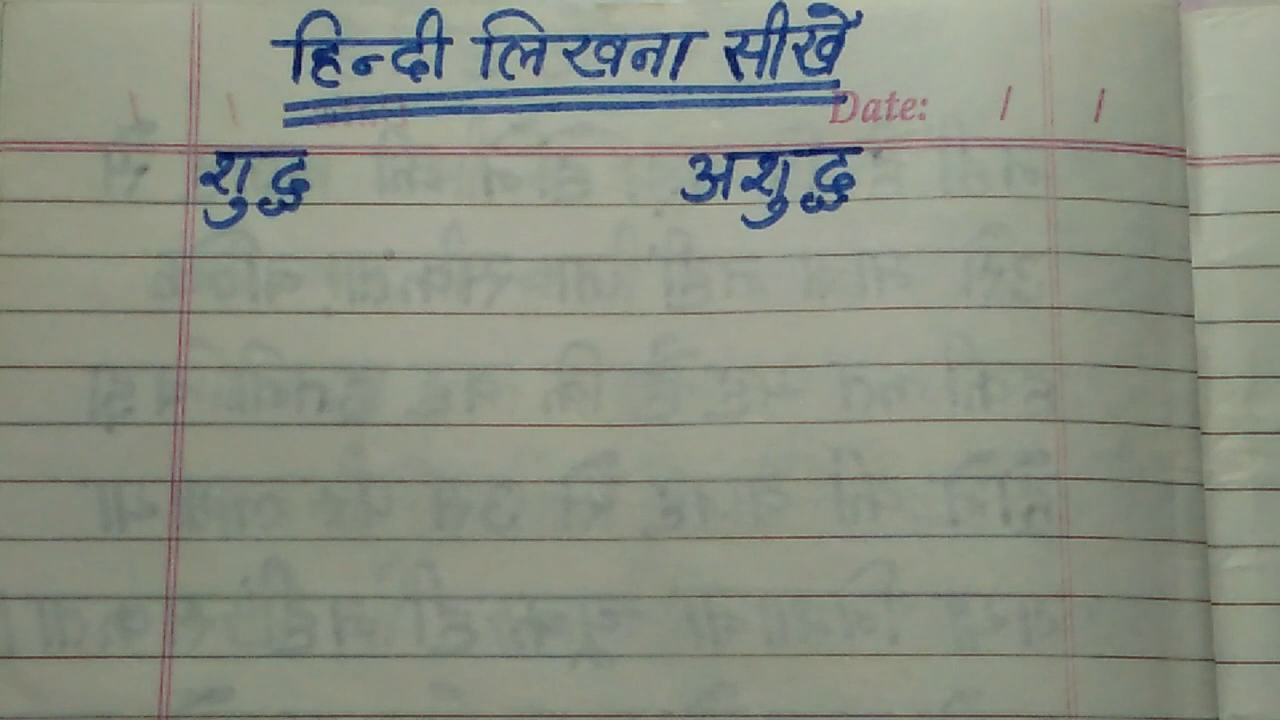 हिन्दी लिखना सीखें
Date: / /
शुद्ध अशुद्ध